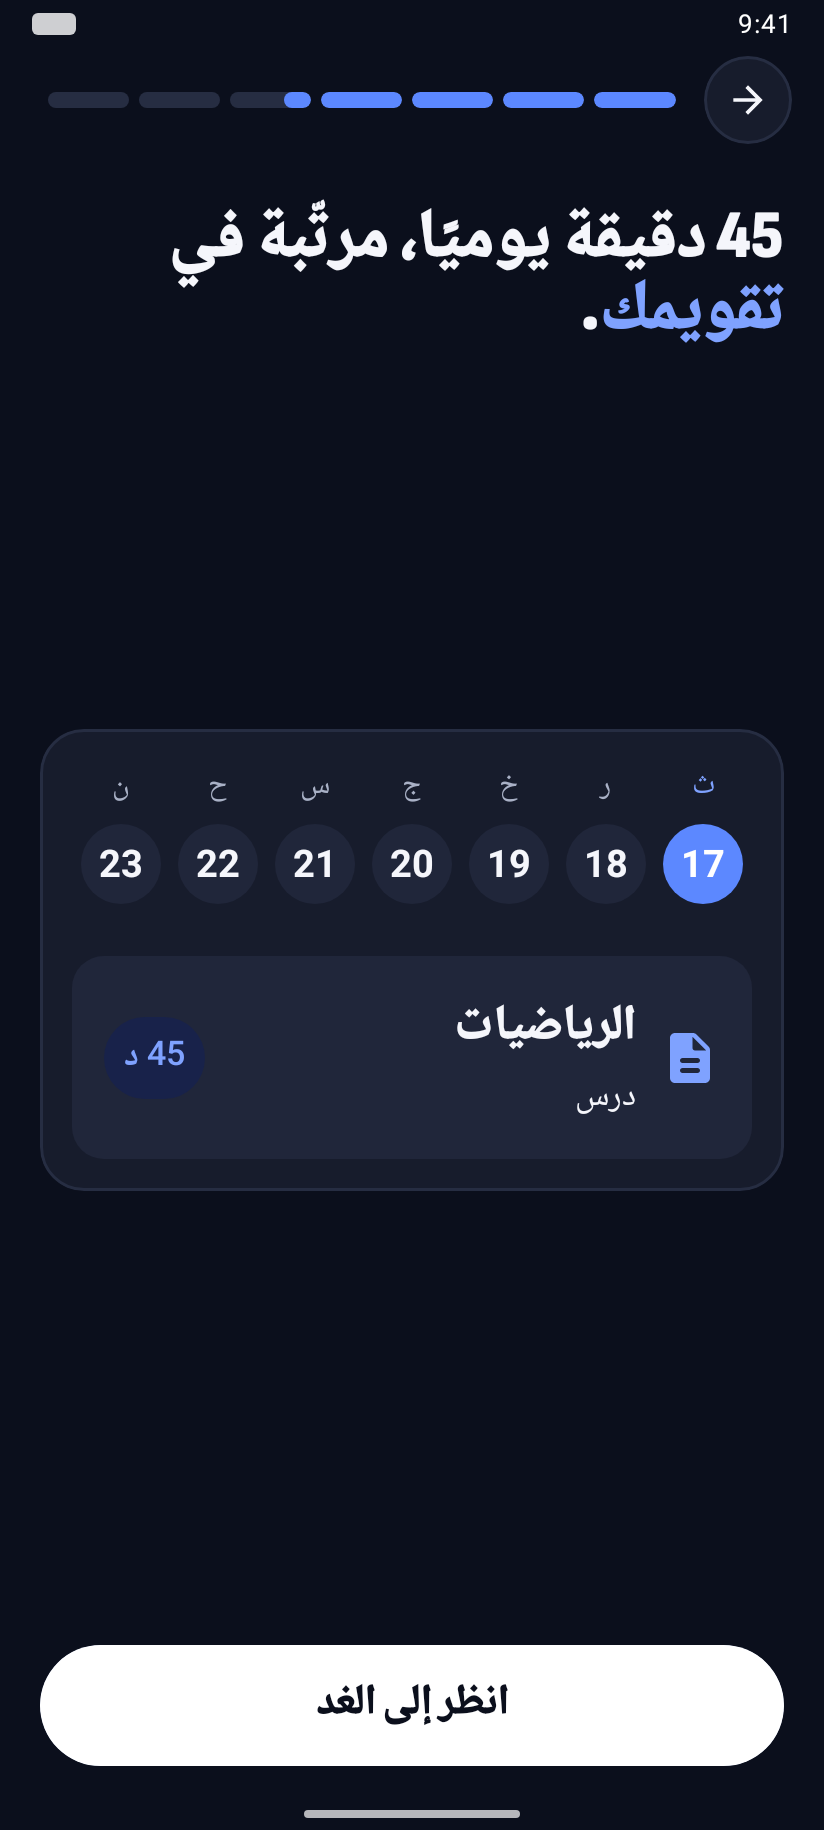 9:41
45 دقيقة يوميًا، مرتّبة في
تقويمك.
ث ر خ ج س ح ن
17 18 19 20 21 22 23
الرياضيات
درس
45 د
انظر إلى الغد